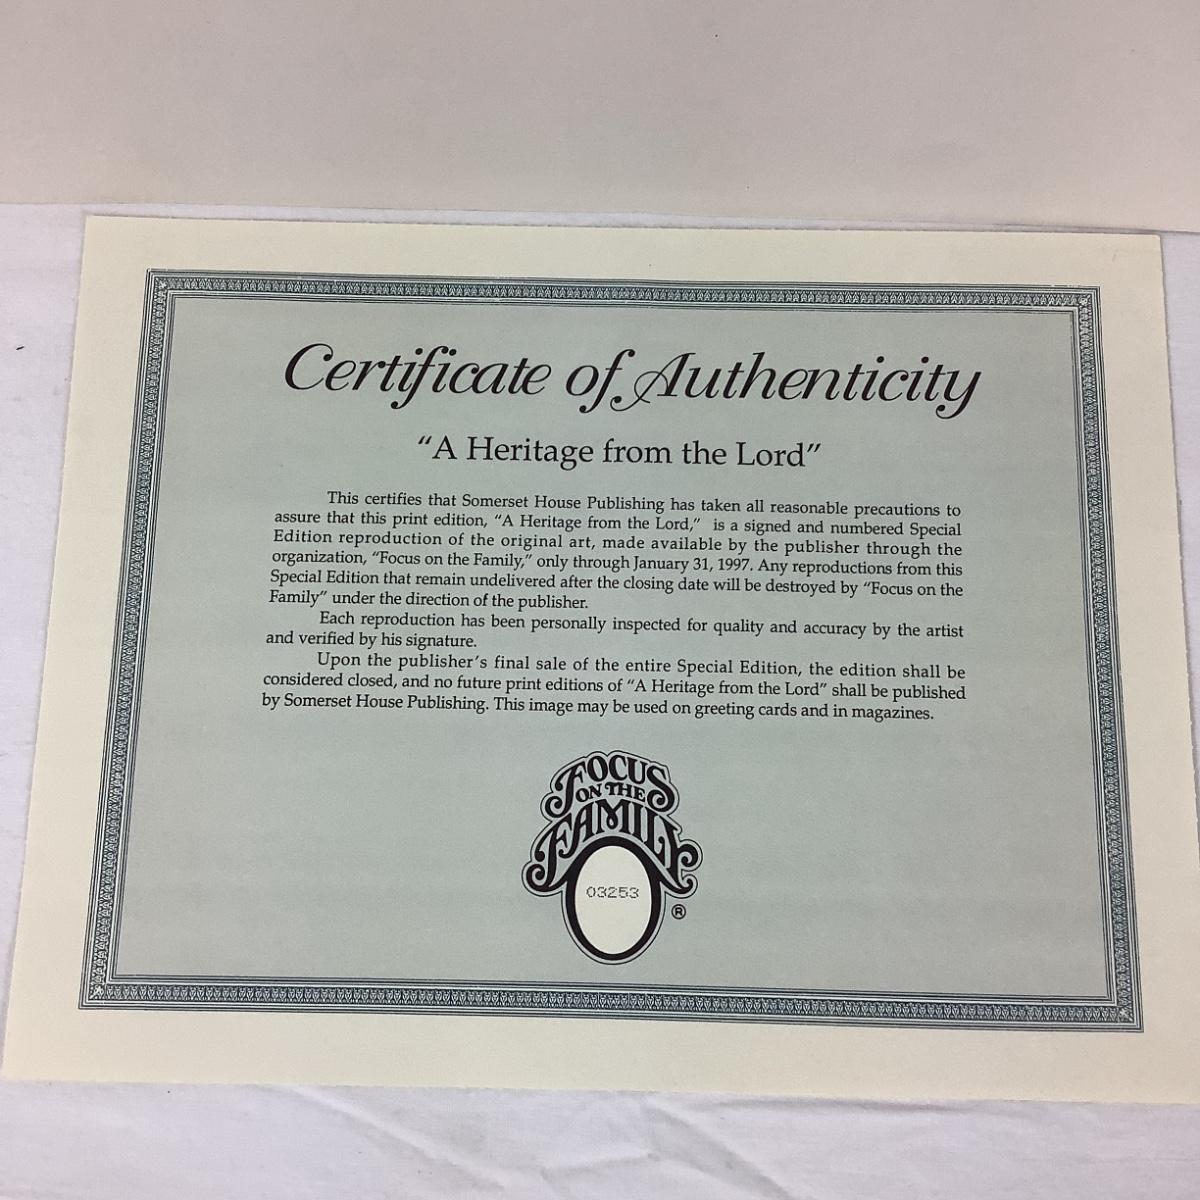 Certificate of Authenticity
“A Heritage from the Lord”
This certifies that Somerset House Publishing has taken all reasonable precautions to
assure that this print edition, “A Heritage from the Lord,” is a signed and numbered Special
Edition reproduction of the original art, made available by the publisher through the
organization, “Focus on the Family,” only through January 31, 1997. Any reproductions from this
Special Edition that remain undelivered after the closing date will be destroyed by “Focus on the
Family” under the direction of the publisher.
Each reproduction has been personally inspected for quality and accuracy by the artist
and verified by his signature.
Upon the publisher’s final sale of the entire Special Edition, the edition shall be
considered closed, and no future print editions of “A Heritage from the Lord” shall be published
by Somerset House Publishing. This image may be used on greeting cards and in magazines.
FOCUS
ON THE
FAMILY
03253
®